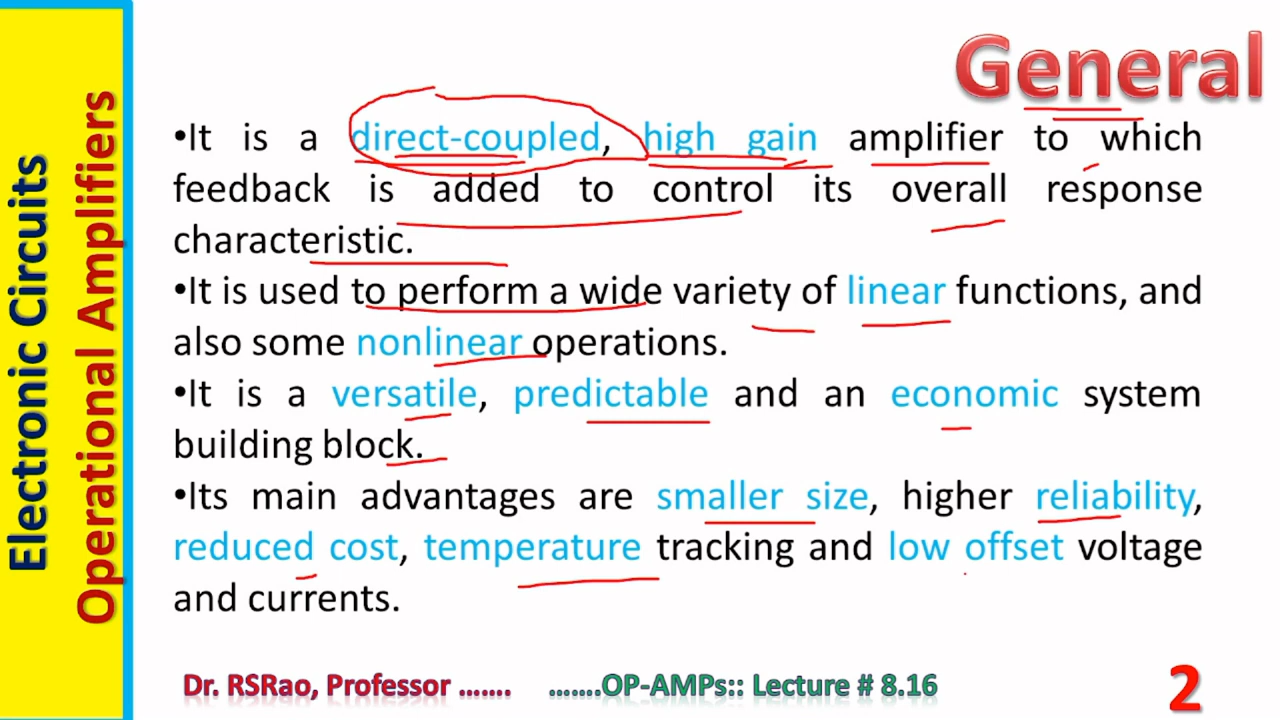 General
•It is a direct-coupled, high gain amplifier to which
feedback is added to control its overall response
characteristic.
•It is used to perform a wide variety of linear functions, and
also some nonlinear operations.
•It is a versatile, predictable and an economic system
building block.
•Its main advantages are smaller size, higher reliability,
reduced cost, temperature tracking and low offset voltage
and currents.
Electronic Circuits
Operational Amplifiers
Dr. RSRao, Professor ....... .......OP-AMPs:: Lecture # 8.16
2